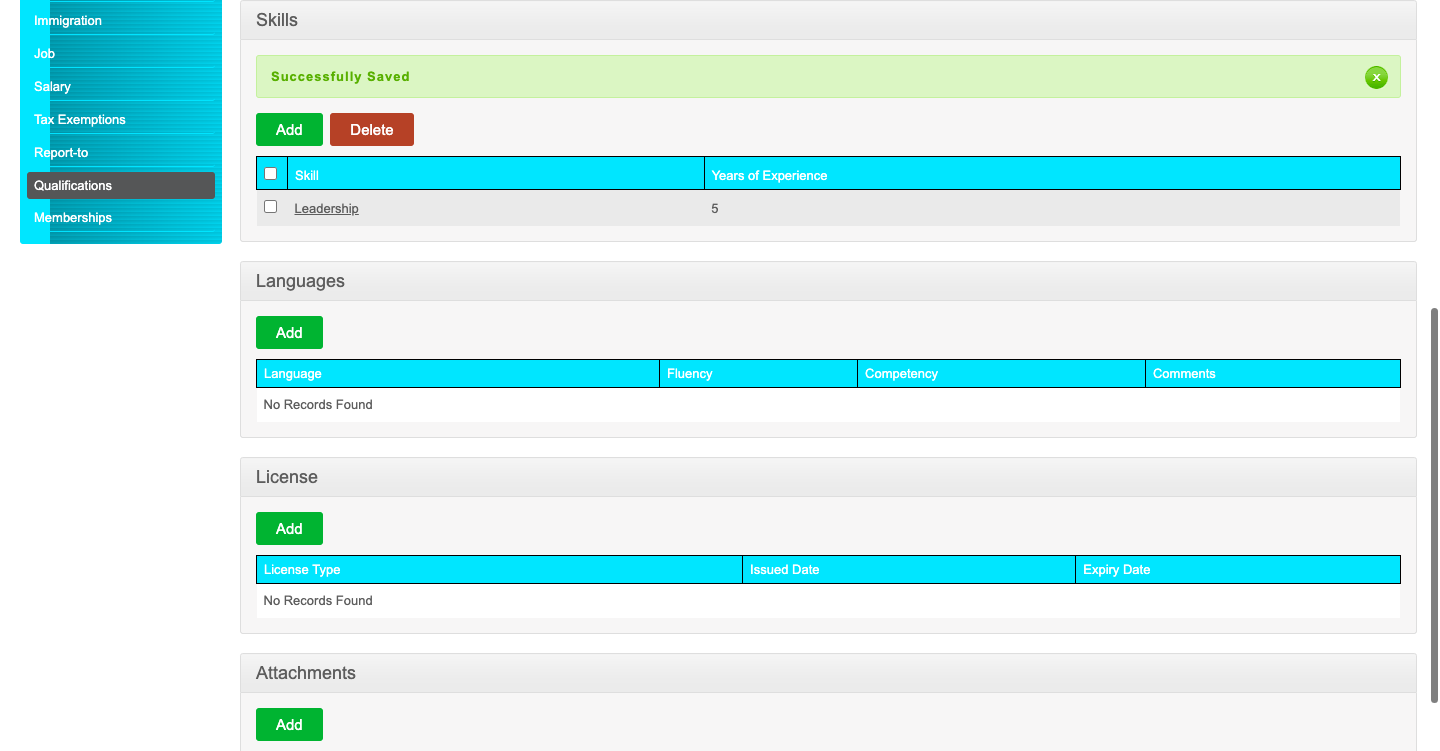 Immigration
Job
Salary
Tax Exemptions
Report-to
Qualifications
Memberships
Skills
Successfully Saved
x
Add Delete
Skill Years of Experience
Leadership 5
Languages
Add
Language Fluency Competency Comments
No Records Found
License
Add
License Type Issued Date Expiry Date
No Records Found
Attachments
Add